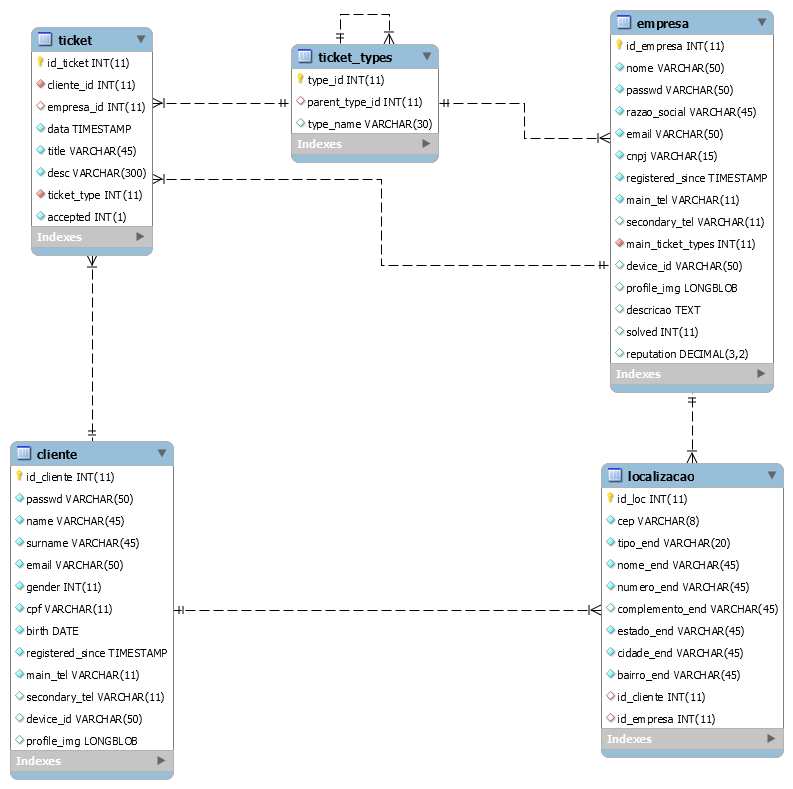 ticket
id_ticket INT(11)
cliente_id INT(11)
empresa_id INT(11)
data TIMESTAMP
title VARCHAR(45)
desc VARCHAR(300)
ticket_type INT(11)
accepted INT(1)
Indexes
ticket_types
type_id INT(11)
parent_type_id INT(11)
type_name VARCHAR(30)
Indexes
empresa
id_empresa INT(11)
nome VARCHAR(50)
passwd VARCHAR(50)
razao_social VARCHAR(45)
email VARCHAR(50)
cnpj VARCHAR(15)
registered_since TIMESTAMP
main_tel VARCHAR(11)
secondary_tel VARCHAR(11)
main_ticket_types INT(11)
device_id VARCHAR(50)
profile_img LONGBLOB
descricao TEXT
solved INT(11)
reputation DECIMAL(3,2)
Indexes
cliente
id_cliente INT(11)
passwd VARCHAR(50)
name VARCHAR(45)
surname VARCHAR(45)
email VARCHAR(50)
gender INT(11)
cpf VARCHAR(11)
birth DATE
registered_since TIMESTAMP
main_tel VARCHAR(11)
secondary_tel VARCHAR(11)
device_id VARCHAR(50)
profile_img LONGBLOB
Indexes
localizacao
id_loc INT(11)
cep VARCHAR(8)
tipo_end VARCHAR(20)
nome_end VARCHAR(45)
numero_end VARCHAR(45)
complemento_end VARCHAR(45)
estado_end VARCHAR(45)
cidade_end VARCHAR(45)
bairro_end VARCHAR(45)
id_cliente INT(11)
id_empresa INT(11)
Indexes